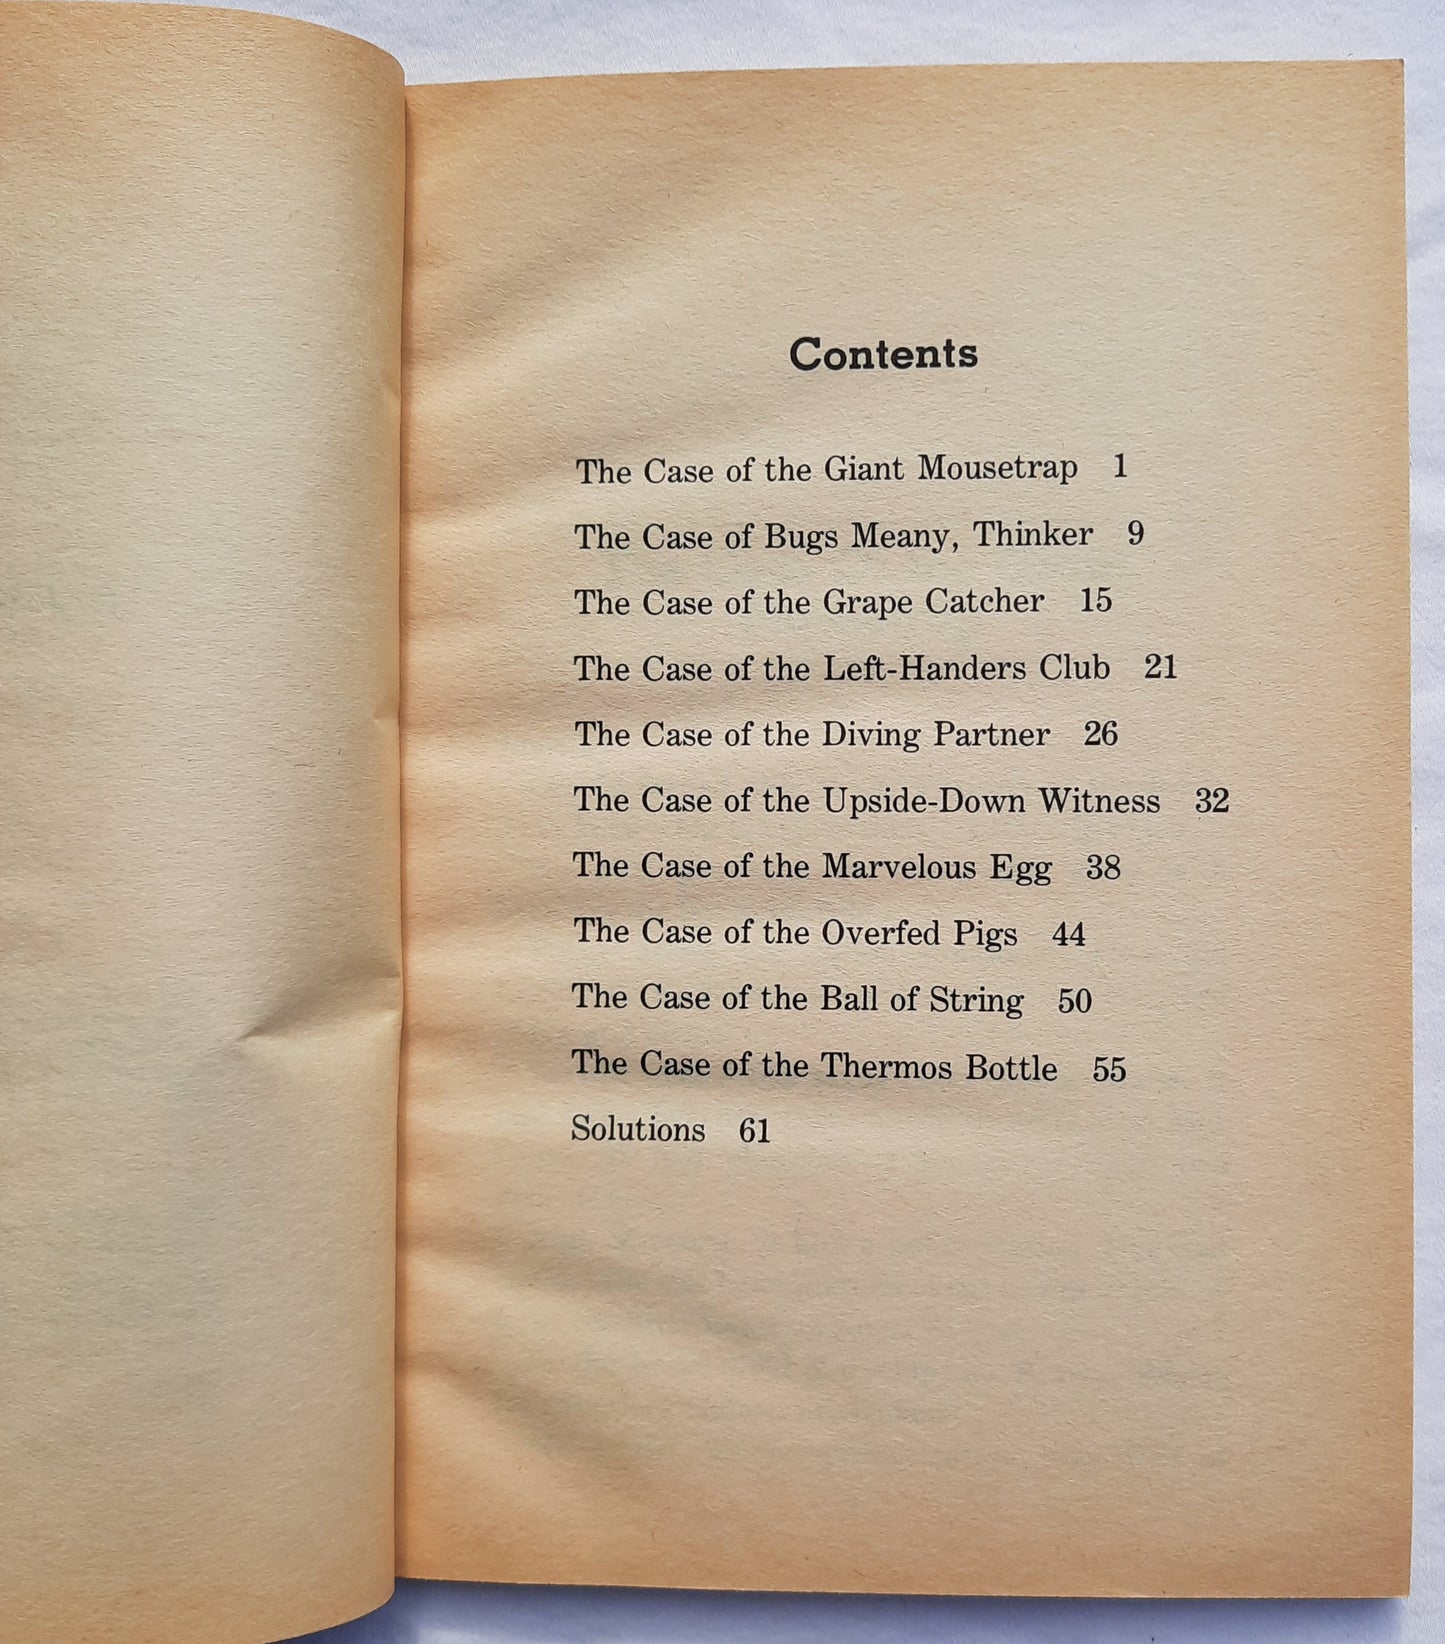 Contents
The Case of the Giant Mousetrap 1
The Case of Bugs Meany, Thinker 9
The Case of the Grape Catcher 15
The Case of the Left-Handers Club 21
The Case of the Diving Partner 26
The Case of the Upside-Down Witness 32
The Case of the Marvelous Egg 38
The Case of the Overfed Pigs 44
The Case of the Ball of String 50
The Case of the Thermos Bottle 55
Solutions 61